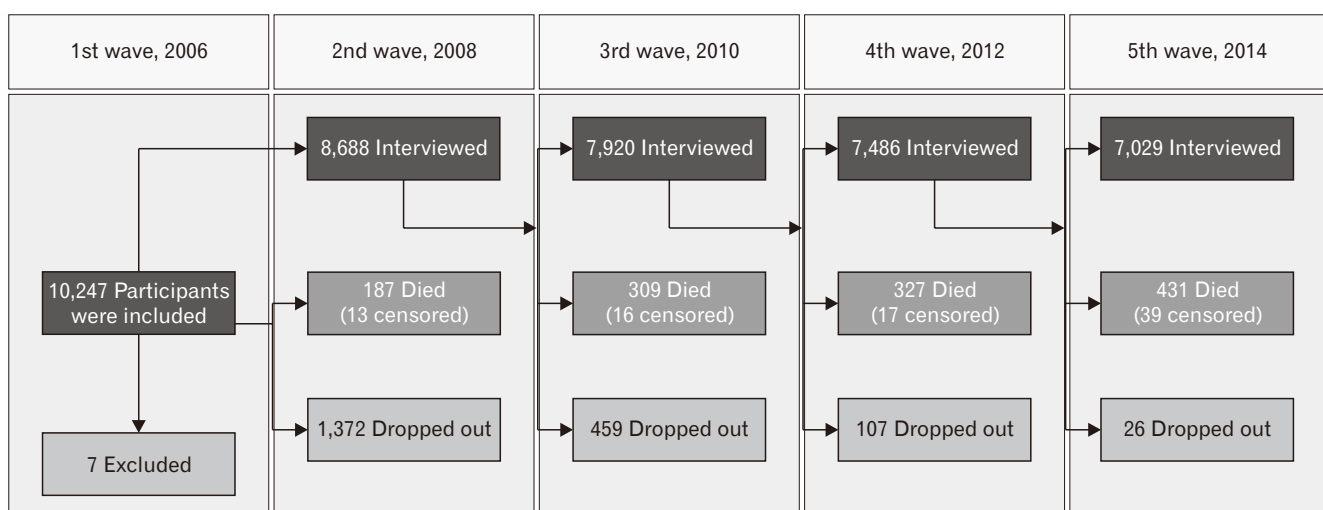 1st wave, 2006
2nd wave, 2008
3rd wave, 2010
4th wave, 2012
5th wave, 2014
8,688 Interviewed
7,920 Interviewed
7,486 Interviewed
7,029 Interviewed
10,247 Participants
were included
187 Died
(13 censored)
309 Died
(16 censored)
327 Died
(17 censored)
431 Died
(39 censored)
7 Excluded
1,372 Dropped out
459 Dropped out
107 Dropped out
26 Dropped out